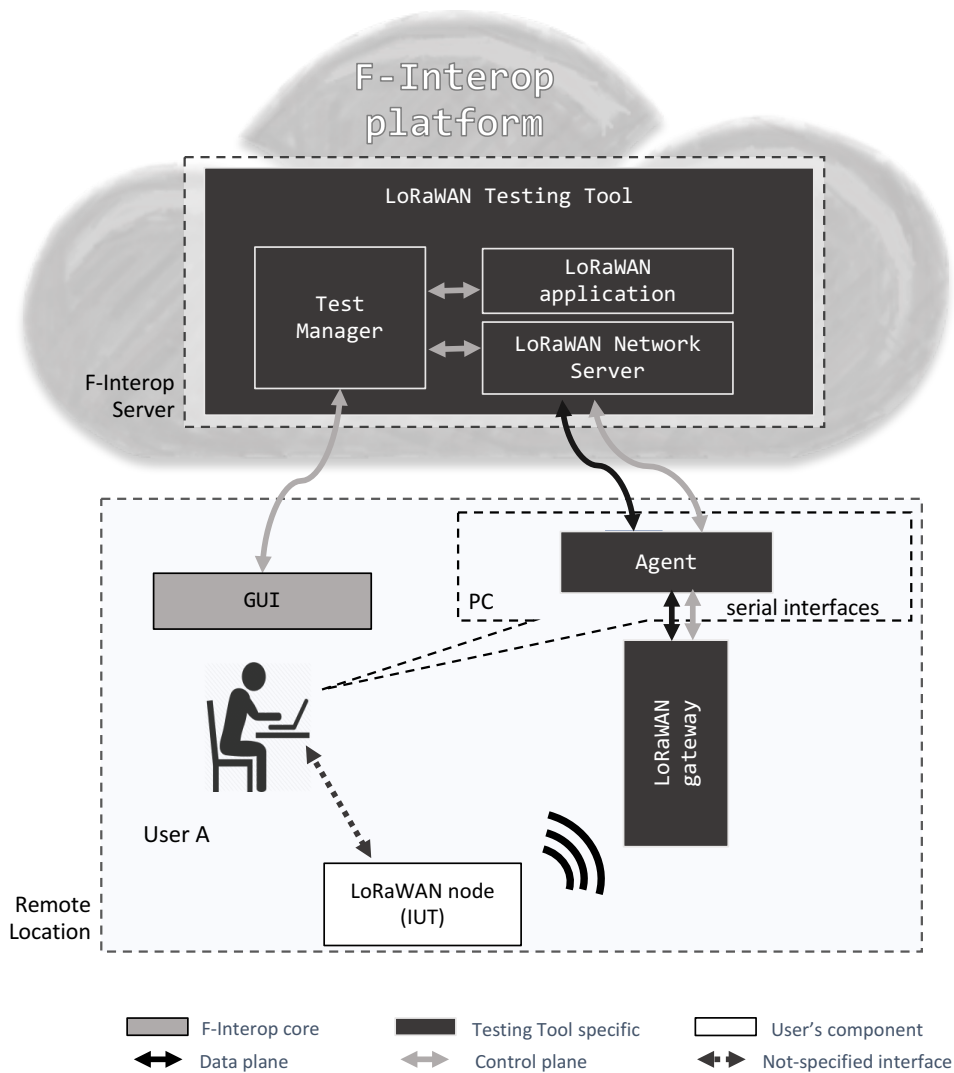 F-Interop
platform
LoRaWAN Testing Tool
Test
Manager
LoRaWAN
application
LoRaWAN Network
Server
F-Interop
Server
Agent
PC
serial interfaces
GUI
LoRaWAN
gateway
User A
LoRaWAN node
(IUT)
Remote
Location
F-Interop core
Testing Tool specific
User's component
Data plane
Control plane
Not-specified interface